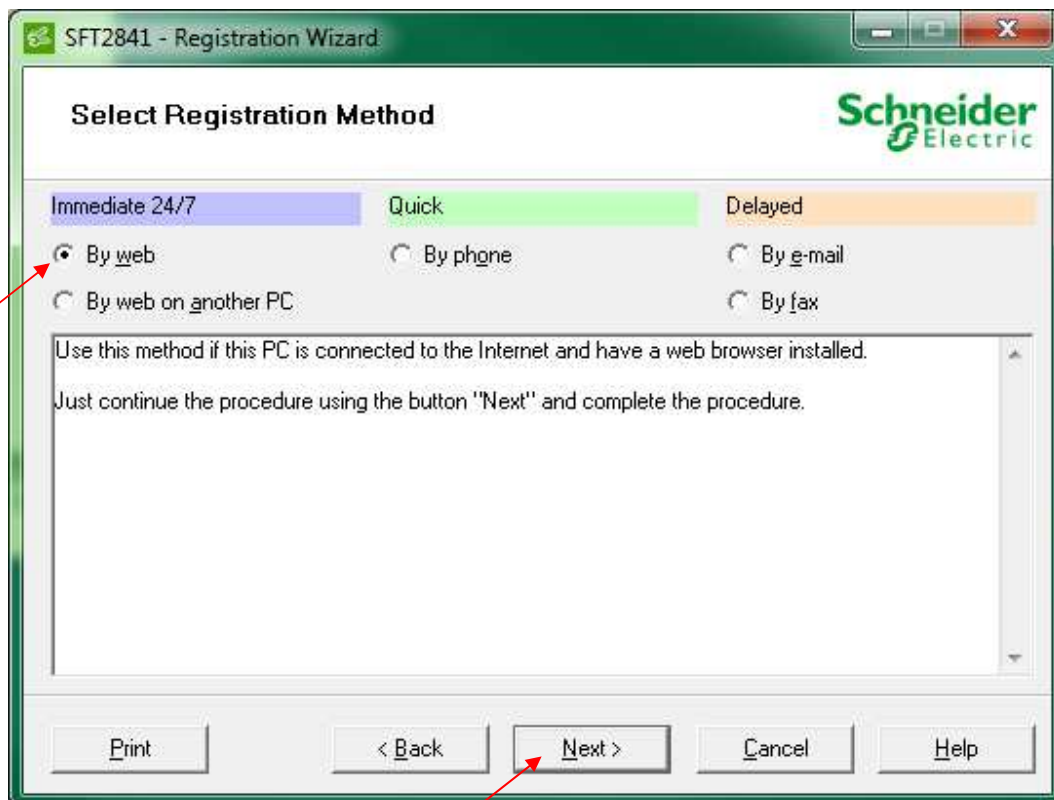 SFT2841 - Registration Wizard
Select Registration Method
Schneider
Electric
Immediate 24/7 Quick Delayed
By web By phone By e-mail
By web on another PC By fax
Use this method if this PC is connected to the Internet and have a web browser installed.
Just continue the procedure using the button "Next" and complete the procedure.
Print < Back Next > Cancel Help